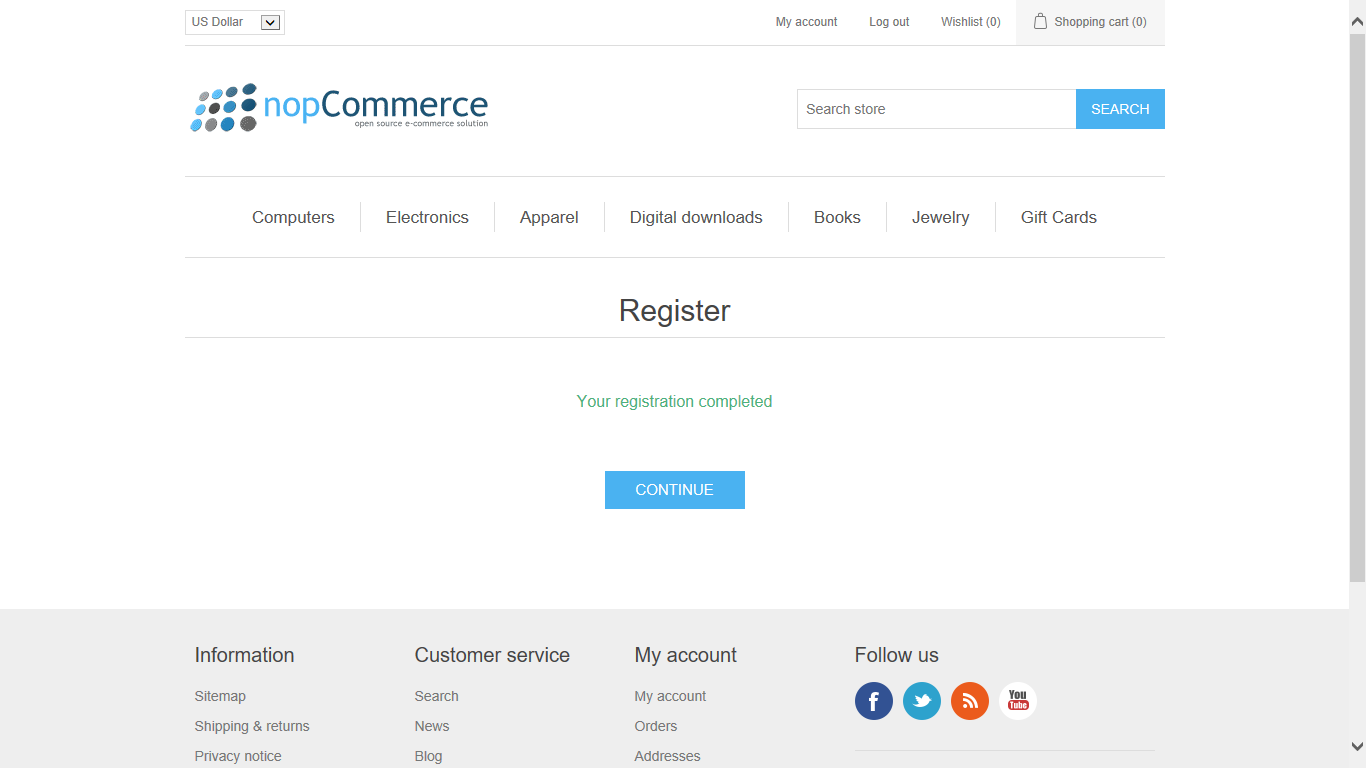 US Dollar
My account
Log out
Wishlist (0)
Shopping cart (0)
nopCommerce
open source e-commerce solution
Search store
SEARCH
Computers
Electronics
Apparel
Digital downloads
Books
Jewelry
Gift Cards
Register
Your registration completed
CONTINUE
Information
Sitemap
Shipping & returns
Privacy notice
Customer service
Search
News
Blog
My account
My account
Orders
Addresses
Follow us
You
Tube